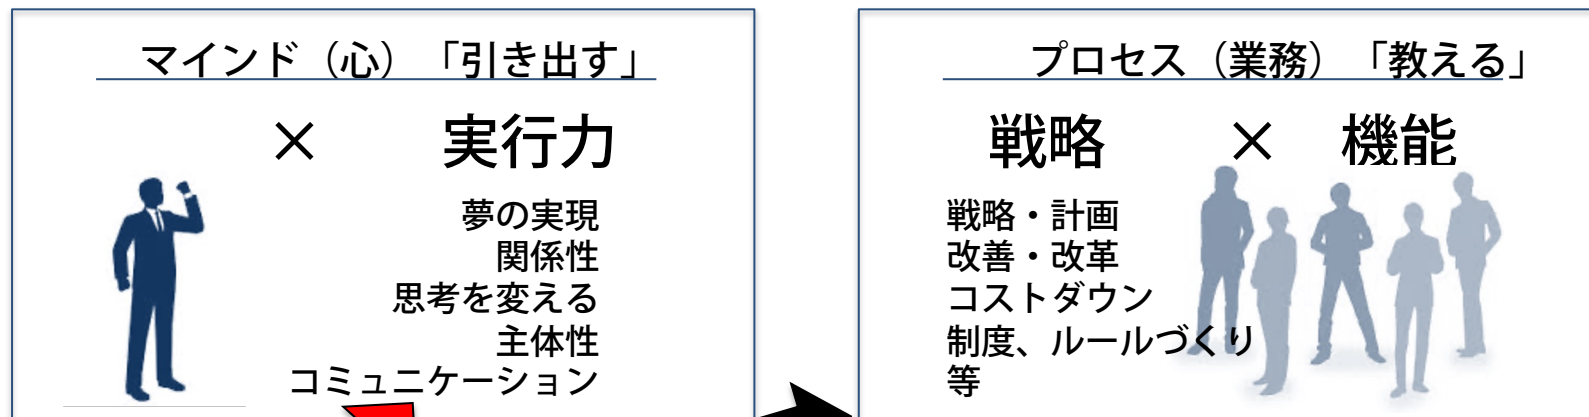 マインド（心）「引き出す」
×　実行力
夢の実現
関係性
思考を変える
主体性
コミュニケーション
プロセス（業務）「教える」
戦略　×　機能
戦略・計画
改善・改革
コストダウン
制度、ルールづくり
等